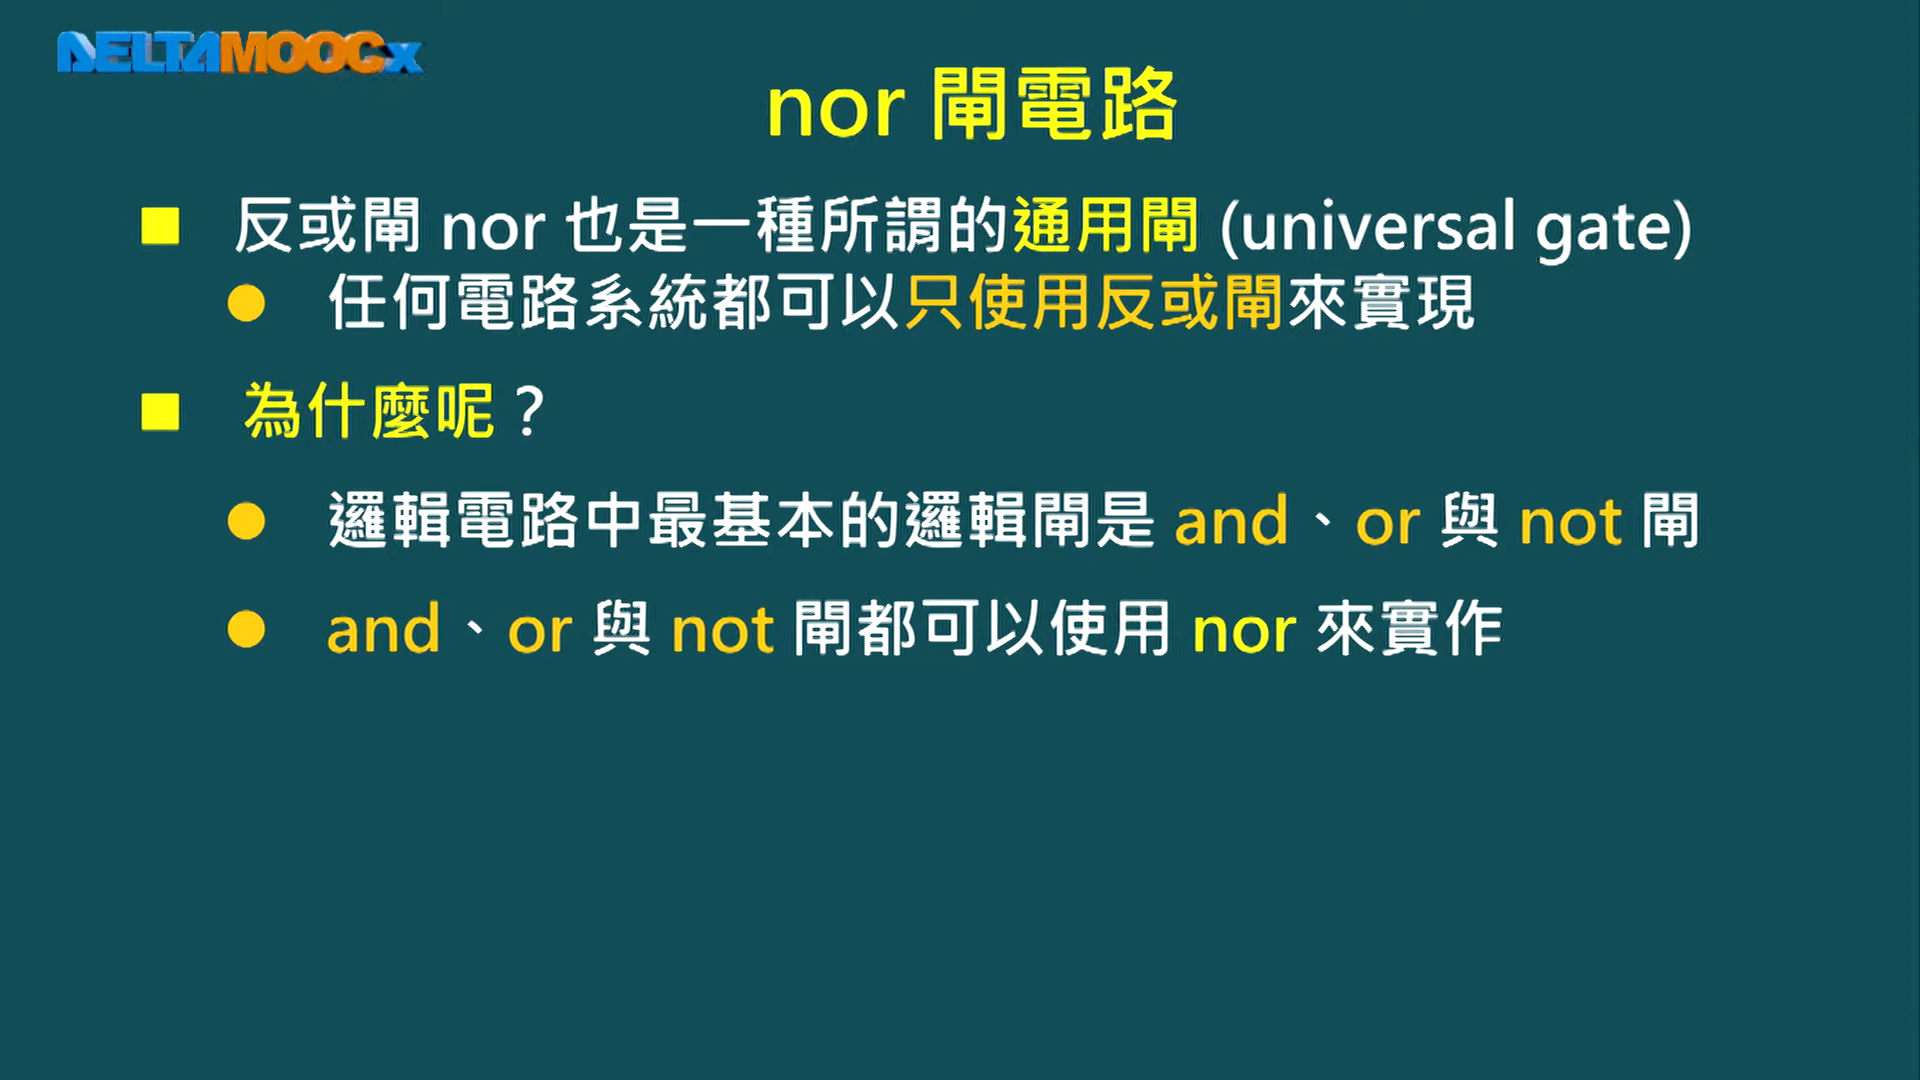 DELTAMOOCx
nor 閘電路
反或閘 nor 也是一種所謂的通用閘 (universal gate)
任何電路系統都可以只使用反或閘來實現
為什麼呢？
邏輯電路中最基本的邏輯閘是 and、or 與 not 閘
and、or 與 not 閘都可以使用 nor 來實作